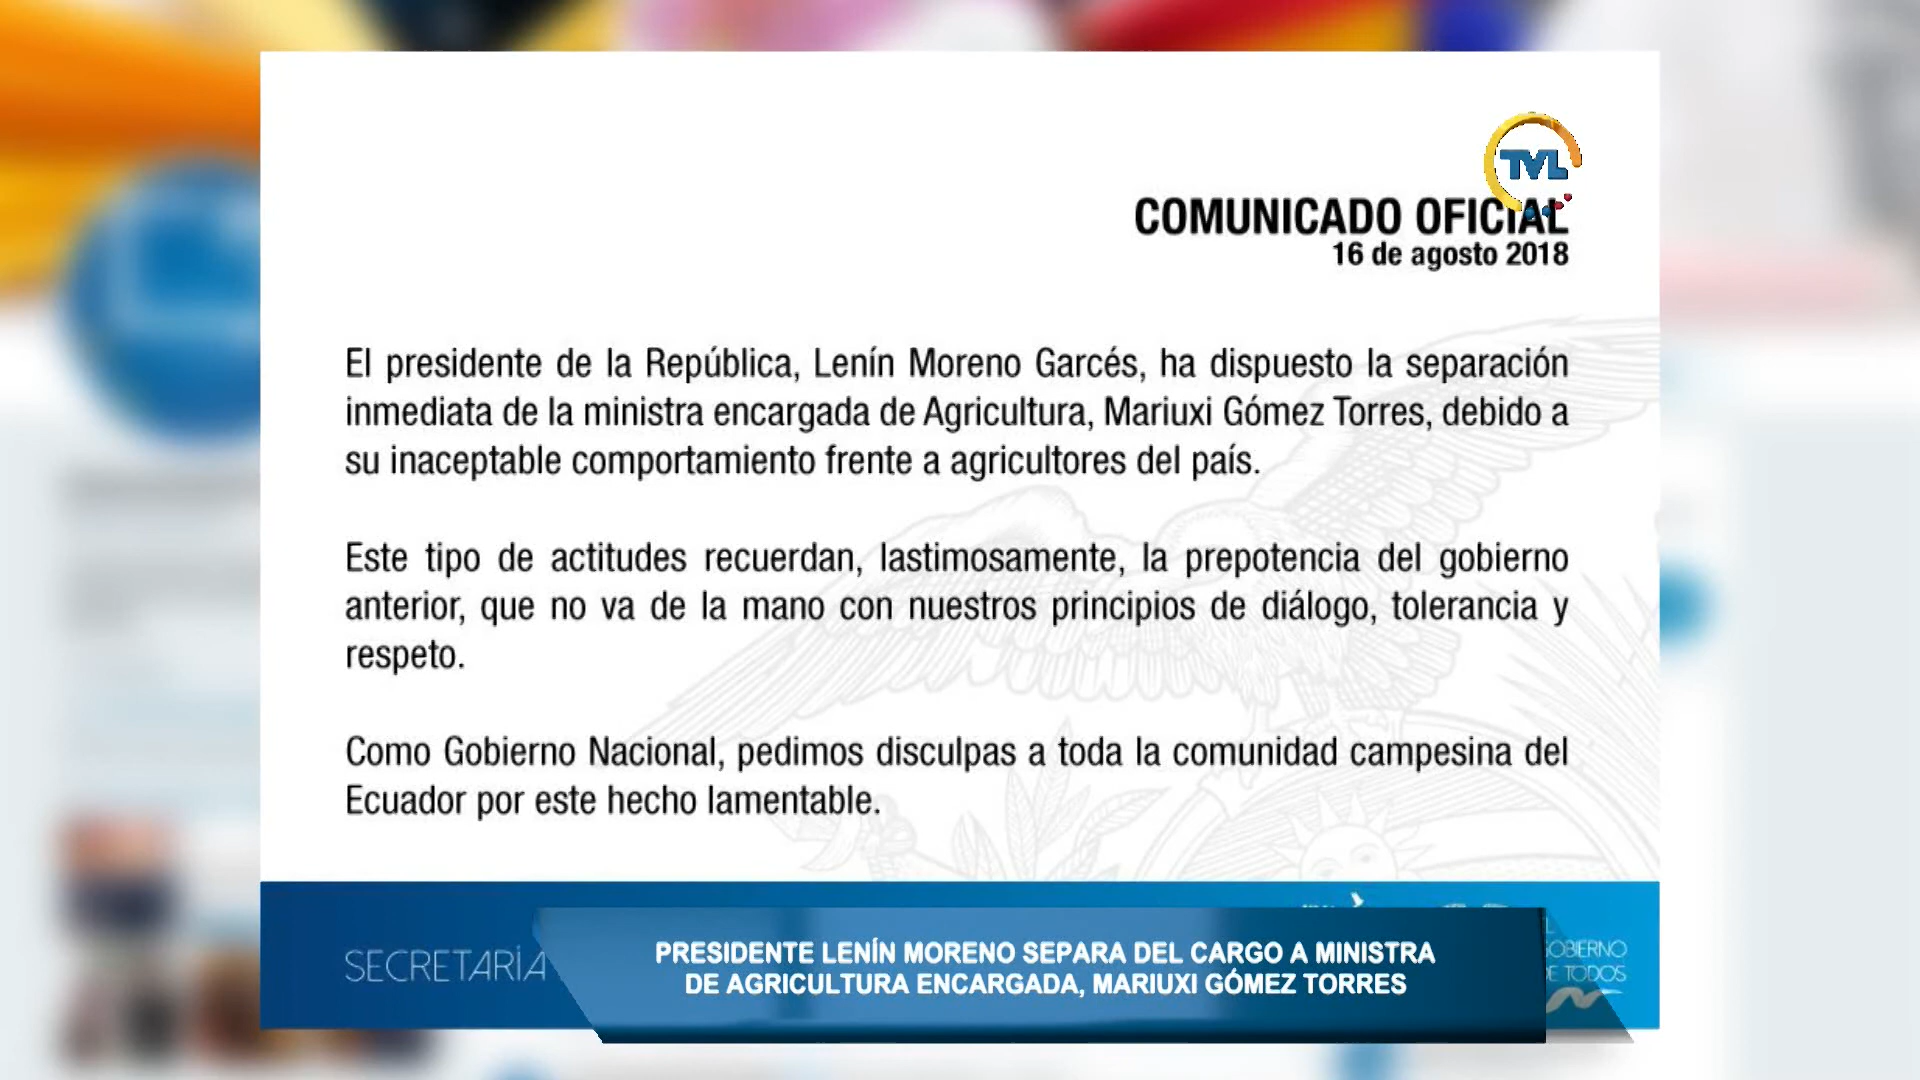 TVL
COMUNICADO OFICIAL
16 de agosto 2018
El presidente de la República, Lenín Moreno Garcés, ha dispuesto la separación
inmediata de la ministra encargada de Agricultura, Mariuxi Gómez Torres, debido a
su inaceptable comportamiento frente a agricultores del país.
Este tipo de actitudes recuerdan, lastimosamente, la prepotencia del gobierno
anterior, que no va de la mano con nuestros principios de diálogo, tolerancia y
respeto.
Como Gobierno Nacional, pedimos disculpas a toda la comunidad campesina del
Ecuador por este hecho lamentable.
SECRETARÍA
PRESIDENTE LENÍN MORENO SEPARA DEL CARGO A MINISTRA
DE AGRICULTURA ENCARGADA, MARIUXI GÓMEZ TORRES
GOBIERNO
DE TODOS